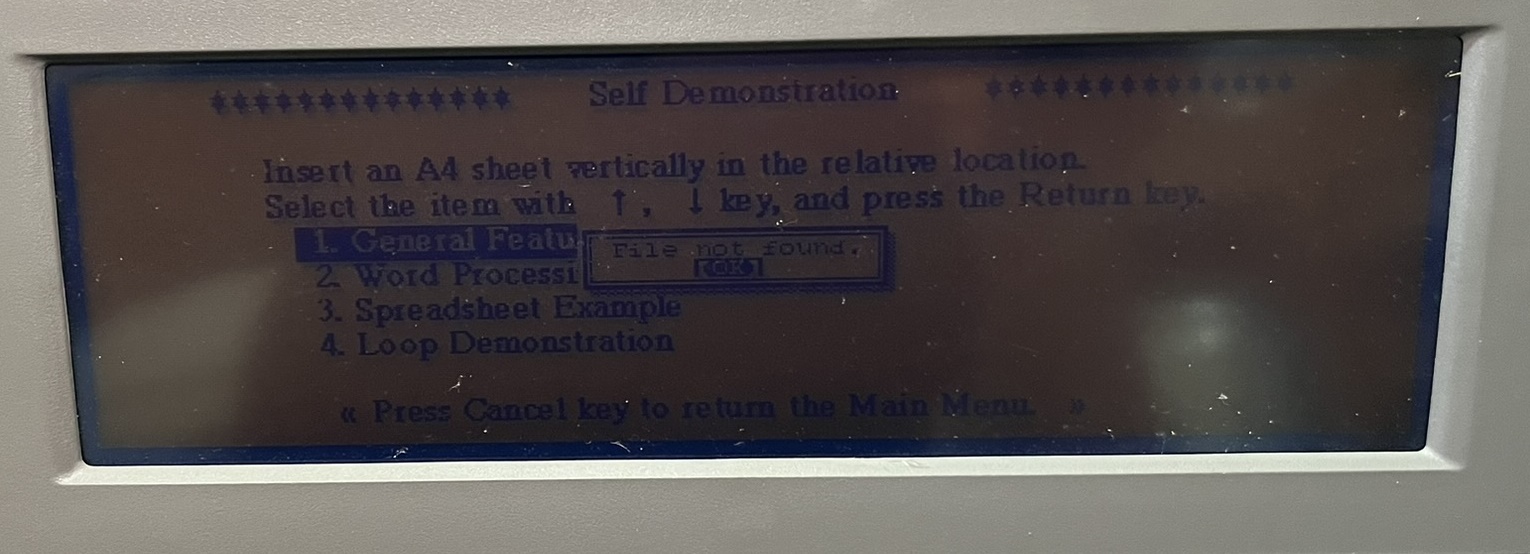 Self Demonstration
Insert an A4 sheet vertically in the relative location.
Select the item with ↑, ↓ key, and press the Return key.
1. General Featu
File not found.
(OK)
2. Word Processi
3. Spreadsheet Example
4. Loop Demonstration
« Press Cancel key to return the Main Menu. »